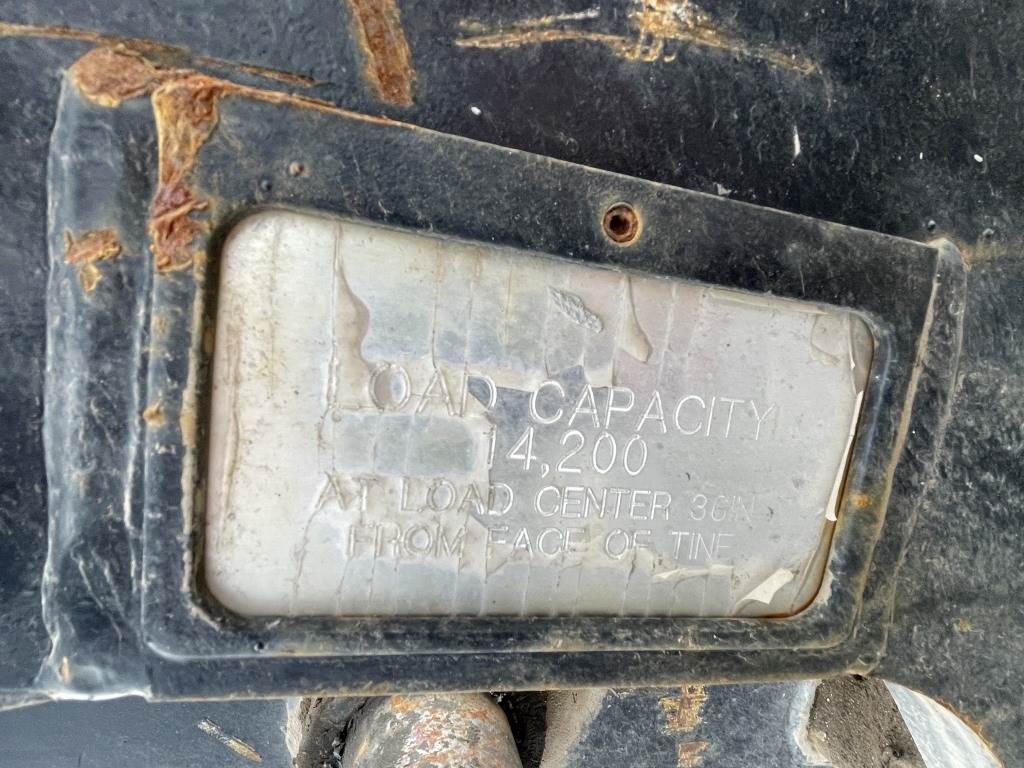 LOAD CAPACITY
14,200
AT LOAD CENTER 36IN
FROM FACE OF TINE